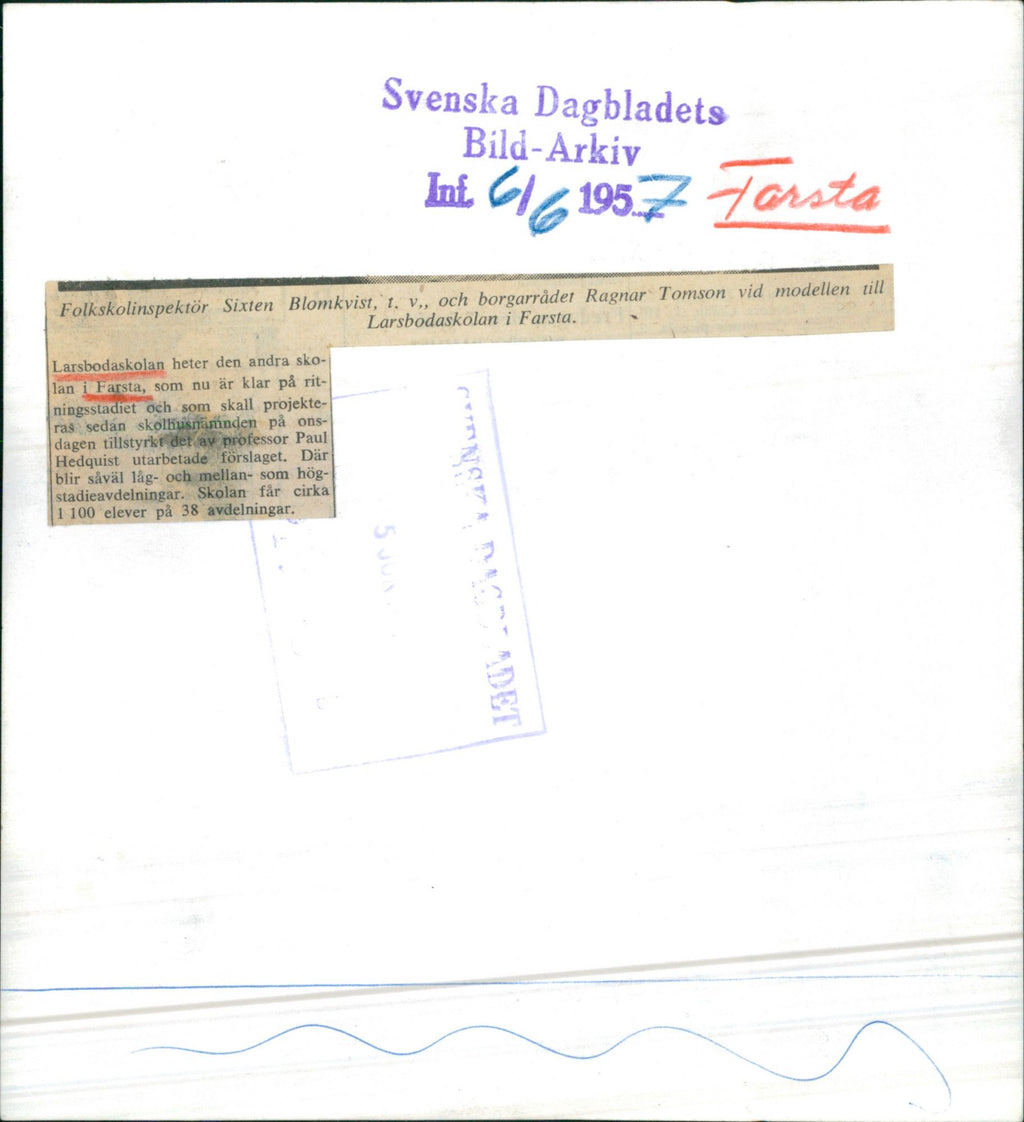 Svenska Dagbladets
Bild-Arkiv
Inf. 6/6 1957 Farsta
Folkskolinspektör Sixten Blomkvist, t. v., och borgarrådet Ragnar Tomson vid modellen till
Larsbodaskolan i Farsta.
Larsbodaskolan heter den andra sko-
lan i Farsta, som nu är klar på rit-
ningsstadiet och som skall projekte-
ras sedan skolhusnämnden på ons-
dagen tillstyrkt det av professor Paul
Hedquist utarbetade förslaget. Där
blir såväl låg- och mellan- som hög-
stadieavdelningar. Skolan får cirka
1 100 elever på 38 avdelningar.
SVENSKA DAGBLADET